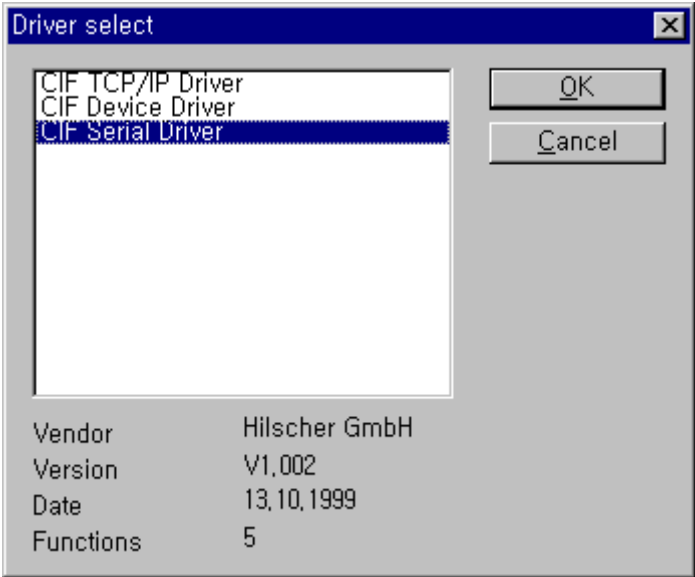 Driver select
CIF TCP/IP Driver
CIF Device Driver
CIF Serial Driver
OK
Cancel
Vendor Hilscher GmbH
Version V1,002
Date 13,10,1999
Functions 5